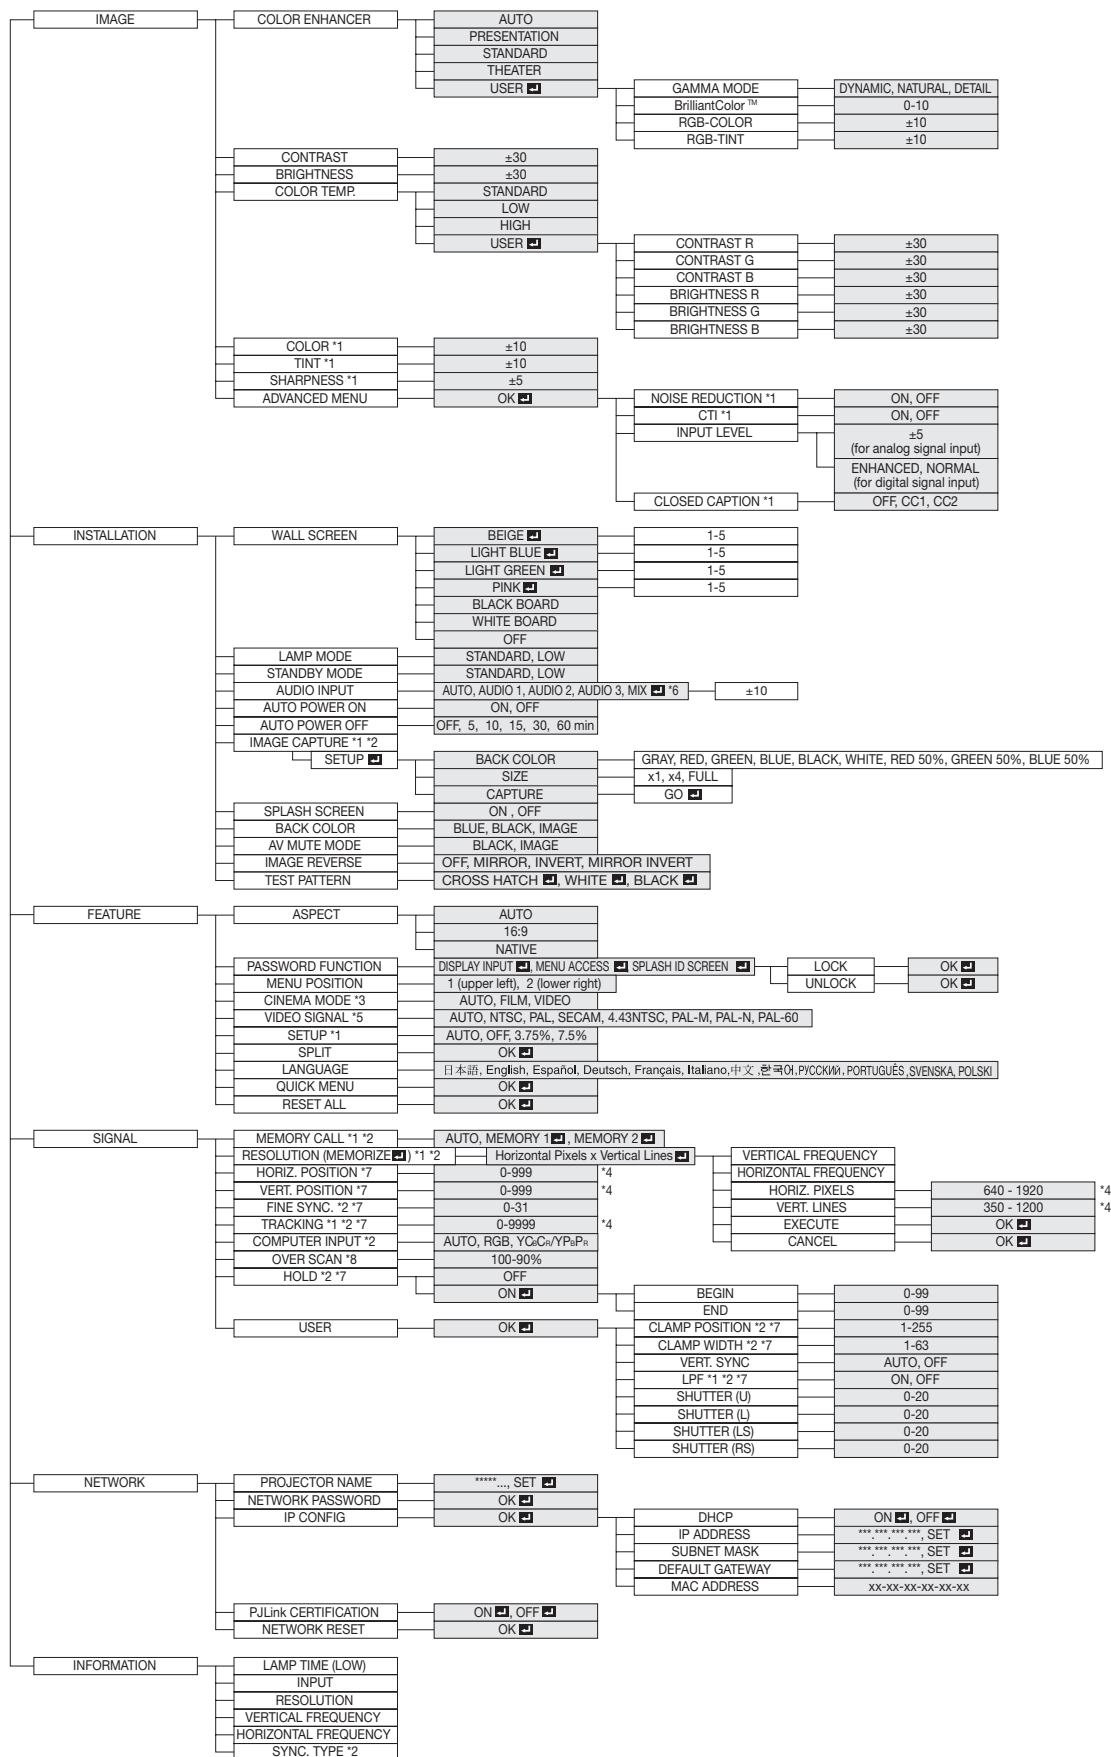 IMAGE COLOR ENHANCER AUTO
PRESENTATION
STANDARD
THEATER
USER ↵ GAMMA MODE DYNAMIC, NATURAL, DETAIL
BrilliantColor ™ 0-10
RGB-COLOR ±10
RGB-TINT ±10
CONTRAST ±30
BRIGHTNESS ±30
COLOR TEMP. STANDARD
LOW
HIGH
USER ↵ CONTRAST R ±30
CONTRAST G ±30
CONTRAST B ±30
BRIGHTNESS R ±30
BRIGHTNESS G ±30
BRIGHTNESS B ±30
COLOR *1 ±10
TINT *1 ±10
SHARPNESS *1 ±5
ADVANCED MENU OK ↵ NOISE REDUCTION *1 ON, OFF
CTI *1 ON, OFF
INPUT LEVEL ±5
(for analog signal input)
ENHANCED, NORMAL
(for digital signal input)
CLOSED CAPTION *1 OFF, CC1, CC2
INSTALLATION WALL SCREEN BEIGE ↵ 1-5
LIGHT BLUE ↵ 1-5
LIGHT GREEN ↵ 1-5
PINK ↵ 1-5
BLACK BOARD
WHITE BOARD
OFF
LAMP MODE STANDARD, LOW
STANDBY MODE STANDARD, LOW
AUDIO INPUT AUTO, AUDIO 1, AUDIO 2, AUDIO 3, MIX ↵ *6 ±10
AUTO POWER ON ON, OFF
AUTO POWER OFF OFF, 5, 10, 15, 30, 60 min
IMAGE CAPTURE *1 *2
SETUP ↵ BACK COLOR GRAY, RED, GREEN, BLUE, BLACK, WHITE, RED 50%, GREEN 50%, BLUE 50%
SIZE x1, x4, FULL
CAPTURE GO ↵
SPLASH SCREEN ON , OFF
BACK COLOR BLUE, BLACK, IMAGE
AV MUTE MODE BLACK, IMAGE
IMAGE REVERSE OFF, MIRROR, INVERT, MIRROR INVERT
TEST PATTERN CROSS HATCH ↵, WHITE ↵, BLACK ↵
FEATURE ASPECT AUTO
16:9
NATIVE
PASSWORD FUNCTION DISPLAY INPUT ↵, MENU ACCESS ↵ SPLASH ID SCREEN ↵ LOCK OK ↵
UNLOCK OK ↵
MENU POSITION 1 (upper left), 2 (lower right)
CINEMA MODE *3 AUTO, FILM, VIDEO
VIDEO SIGNAL *5 AUTO, NTSC, PAL, SECAM, 4.43NTSC, PAL-M, PAL-N, PAL-60
SETUP *1 AUTO, OFF, 3.75%, 7.5%
SPLIT OK ↵
LANGUAGE 日本語, English, Español, Deutsch, Français, Italiano,中文 ,한국어,РУССКИЙ, PORTUGUÊS ,SVENSKA, POLSKI
QUICK MENU OK ↵
RESET ALL OK ↵
SIGNAL MEMORY CALL *1 *2 AUTO, MEMORY 1 ↵ , MEMORY 2 ↵
RESOLUTION (MEMORIZE ↵ ) *1 *2 Horizontal Pixels x Vertical Lines ↵ VERTICAL FREQUENCY
HORIZONTAL FREQUENCY
HORIZ. POSITION *7 0-999 *4 HORIZ. PIXELS 640 - 1920 *4
VERT. POSITION *7 0-999 *4 VERT. LINES 350 - 1200 *4
FINE SYNC. *2 *7 0-31 EXECUTE OK ↵
TRACKING *1 *2 *7 0-9999 *4 CANCEL OK ↵
COMPUTER INPUT *2 AUTO, RGB, YCBCR/YPBPR
OVER SCAN *8 100-90%
HOLD *2 *7 OFF
ON ↵ BEGIN 0-99
END 0-99
USER OK ↵ CLAMP POSITION *2 *7 1-255
CLAMP WIDTH *2 *7 1-63
VERT. SYNC AUTO, OFF
LPF *1 *2 *7 ON, OFF
SHUTTER (U) 0-20
SHUTTER (L) 0-20
SHUTTER (LS) 0-20
SHUTTER (RS) 0-20
NETWORK PROJECTOR NAME *****..., SET ↵
NETWORK PASSWORD OK ↵
IP CONFIG OK ↵ DHCP ON ↵, OFF ↵
IP ADDRESS ***.***.***.***, SET ↵
SUBNET MASK ***.***.***.***, SET ↵
DEFAULT GATEWAY ***.***.***.***, SET ↵
MAC ADDRESS xx-xx-xx-xx-xx-xx
PJLink CERTIFICATION ON ↵, OFF ↵
NETWORK RESET OK ↵
INFORMATION LAMP TIME (LOW)
INPUT
RESOLUTION
VERTICAL FREQUENCY
HORIZONTAL FREQUENCY
SYNC. TYPE *2